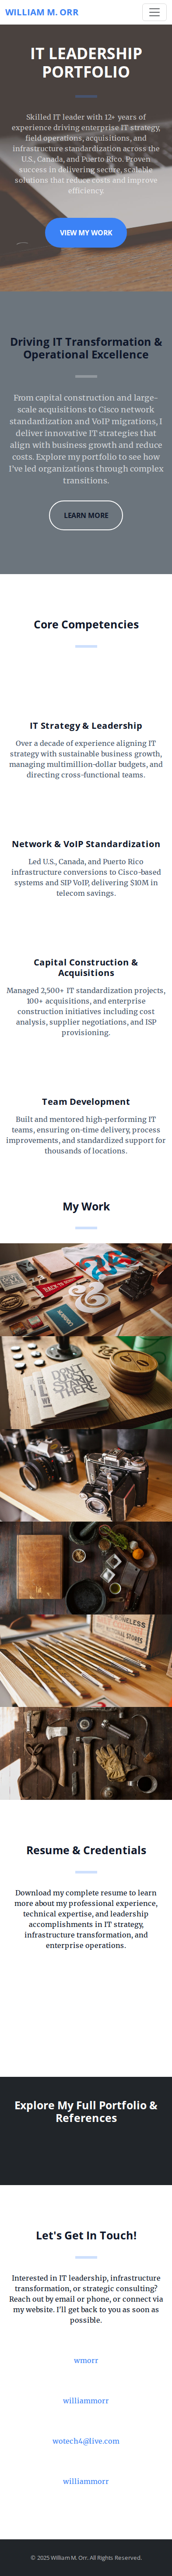 WILLIAM M. ORR
IT LEADERSHIP
PORTFOLIO
Skilled IT leader with 12+ years of
experience driving enterprise IT strategy,
field operations, acquisitions, and
infrastructure standardization across the
U.S., Canada, and Puerto Rico. Proven
success in delivering secure, scalable
solutions that reduce costs and improve
efficiency.
VIEW MY WORK
Driving IT Transformation &
Operational Excellence
From capital construction and large-
scale acquisitions to Cisco network
standardization and VoIP migrations, I
deliver innovative IT strategies that
align with business growth and reduce
costs. Explore my portfolio to see how
I've led organizations through complex
transitions.
LEARN MORE
Core Competencies
IT Strategy & Leadership
Over a decade of experience aligning IT
strategy with sustainable business growth,
managing multimillion-dollar budgets, and
directing cross-functional teams.
Network & VoIP Standardization
Led U.S., Canada, and Puerto Rico
infrastructure conversions to Cisco-based
systems and SIP VoIP, delivering $10M in
telecom savings.
Capital Construction &
Acquisitions
Managed 2,500+ IT standardization projects,
100+ acquisitions, and enterprise
construction initiatives including cost
analysis, supplier negotiations, and ISP
provisioning.
Team Development
Built and mentored high-performing IT
teams, ensuring on-time delivery, process
improvements, and standardized support for
thousands of locations.
My Work
Resume & Credentials
Download my complete resume to learn
more about my professional experience,
technical expertise, and leadership
accomplishments in IT strategy,
infrastructure transformation, and
enterprise operations.
Explore My Full Portfolio &
References
Let's Get In Touch!
Interested in IT leadership, infrastructure
transformation, or strategic consulting?
Reach out by email or phone, or connect via
my website. I'll get back to you as soon as
possible.
wmorr
williammorr
wotech4@live.com
williammorr
© 2025 William M. Orr. All Rights Reserved.